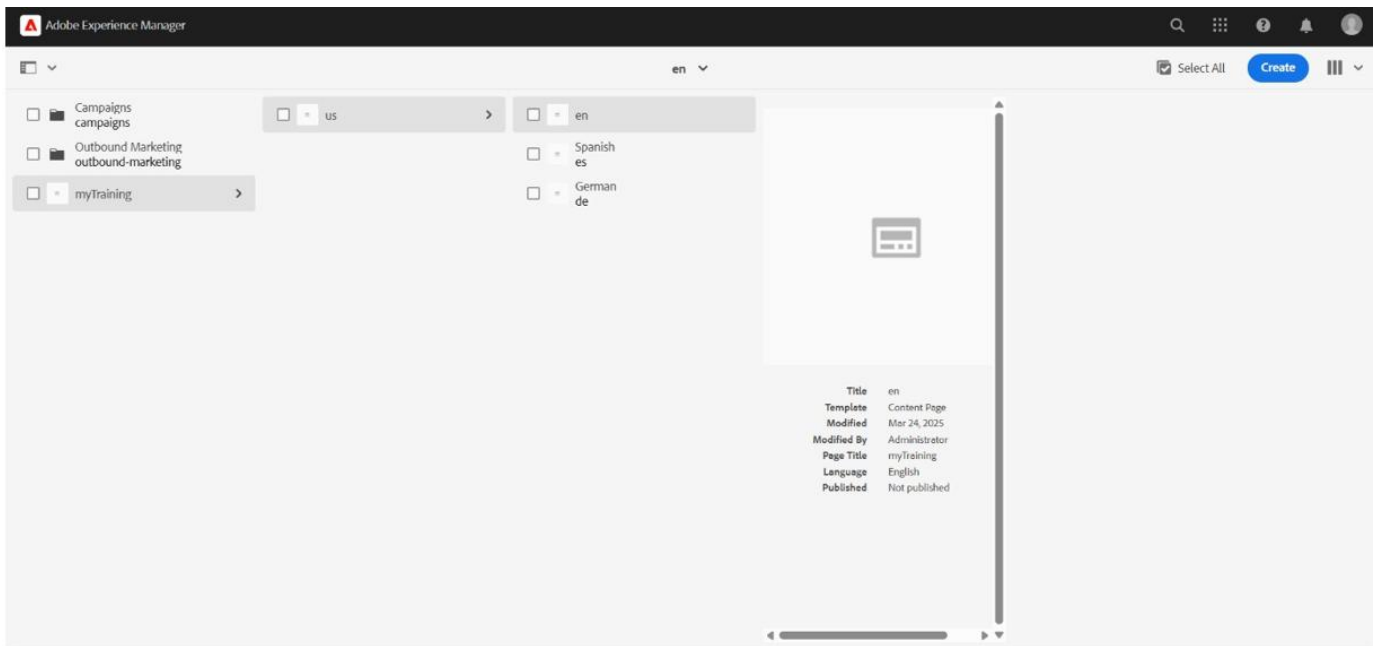 Adobe Experience Manager
en
Select All
Create
Campaigns
campaigns
Outbound Marketing
outbound-marketing
myTraining
us
en
Spanish
es
German
de
Title en
Template Content Page
Modified Mar 24, 2025
Modified By Administrator
Page Title myTraining
Language English
Published Not published